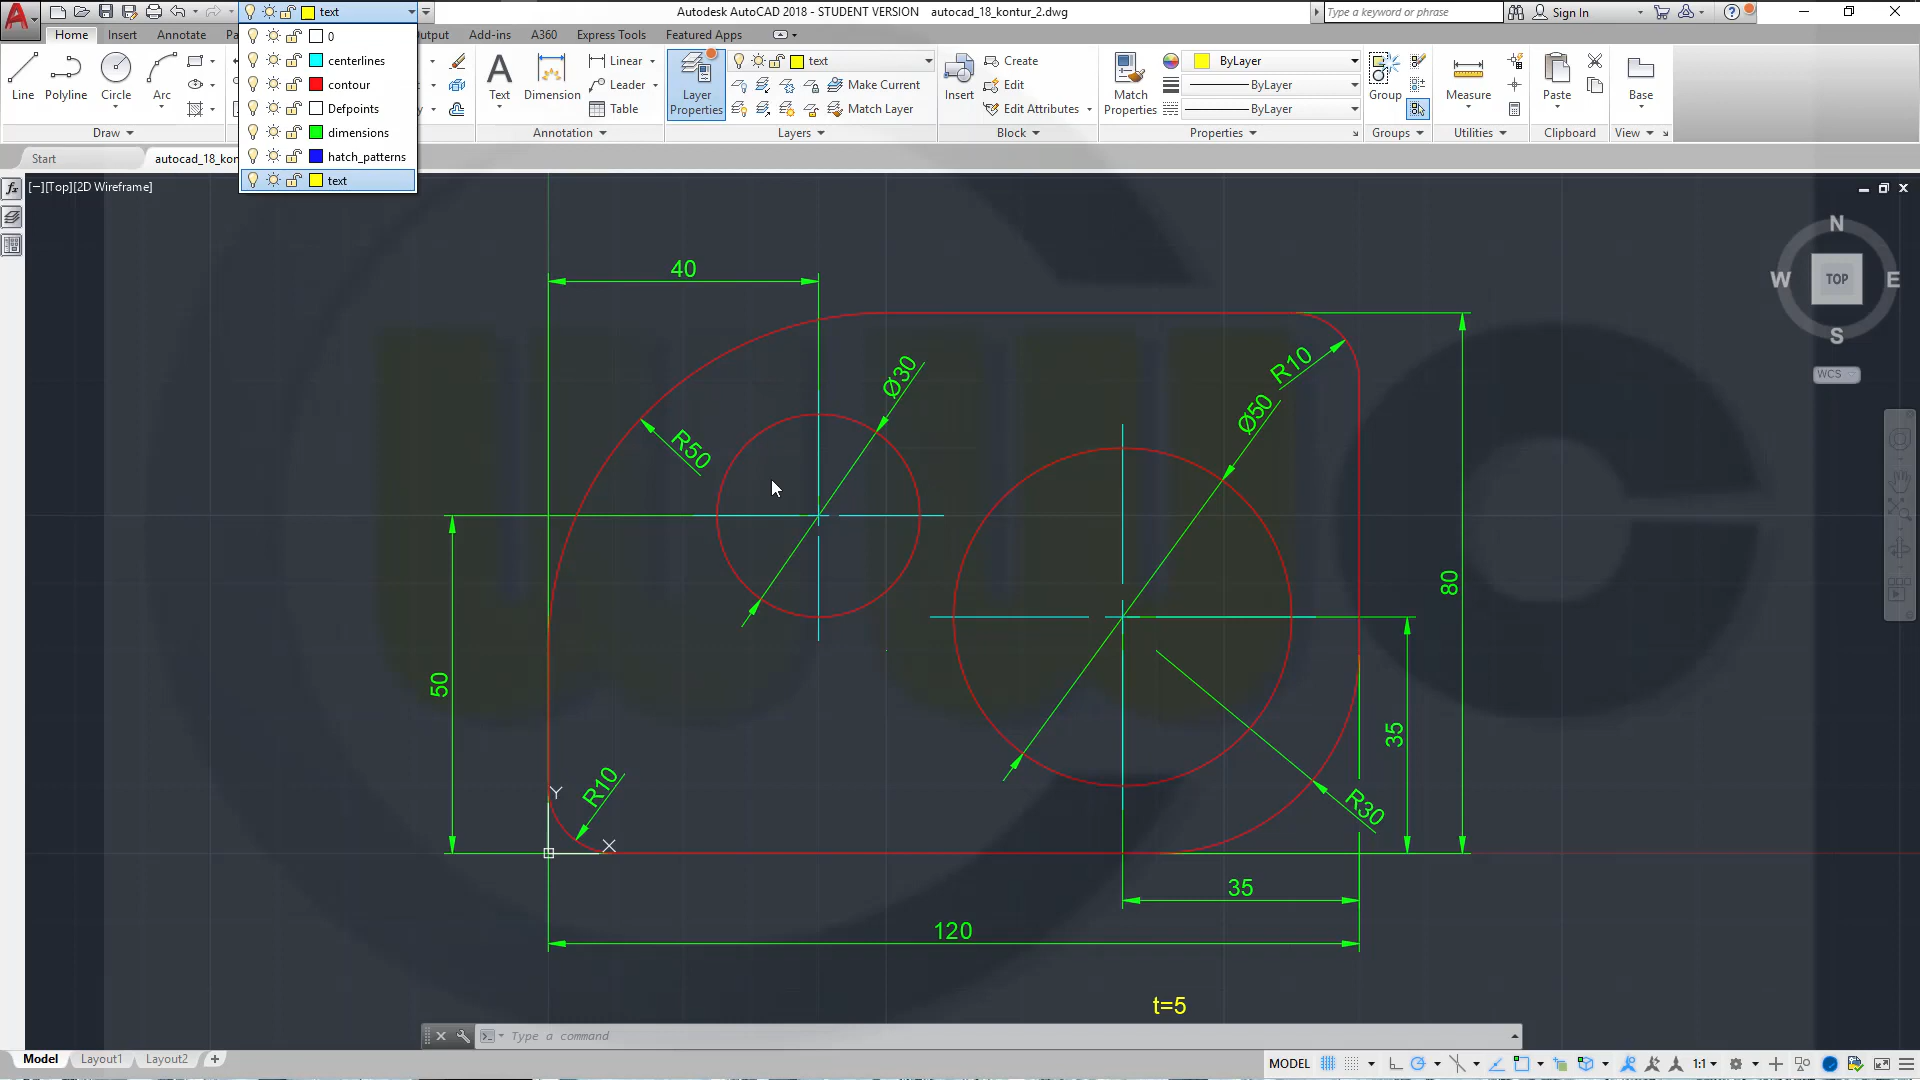 text
Autodesk AutoCAD 2018 - STUDENT VERSION autocad_18_kontur_2.dwg
Type a keyword or phrase
Sign In
Home Insert Annotate Pa utput Add-ins A360 Express Tools Featured Apps
0
centerlines
contour
Defpoints
dimensions
hatch_patterns
text
Line Polyline Circle Arc
Draw
Text Dimension
Linear
Leader
Table
Annotation
Layer Properties
text
Make Current
Match Layer
Layers
Insert
Create
Edit
Edit Attributes
Block
Match Properties
ByLayer
ByLayer
ByLayer
Properties
Group
Groups
Measure
Utilities
Paste
Clipboard
Base
View
Start autocad_18_kon
[−][Top][2D Wireframe]
N
W TOP E
S
WCS
40
Ø30
R10
Ø50
R50
80
50
35
R10
R30
Y
X
35
120
t=5
Type a command
Model Layout1 Layout2 +
MODEL 1:1